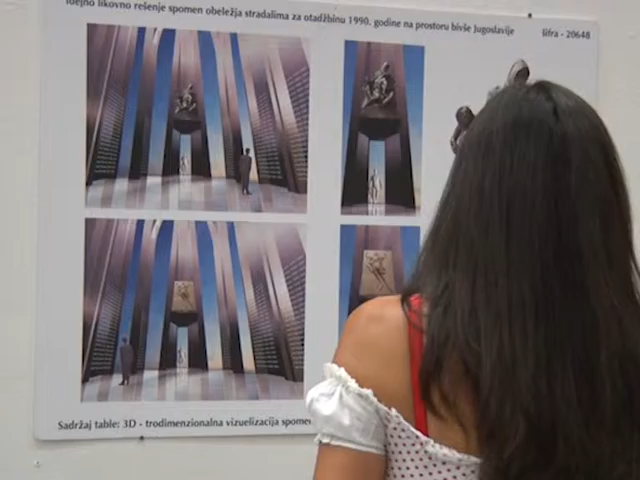 Idejno likovno rešenje spomen obeležja stradalima za otadžbinu 1990. godine na prostoru bivše Jugoslavije
šifra - 20648
Sadržaj table: 3D - trodimenzionalna vizuelizacija spomen